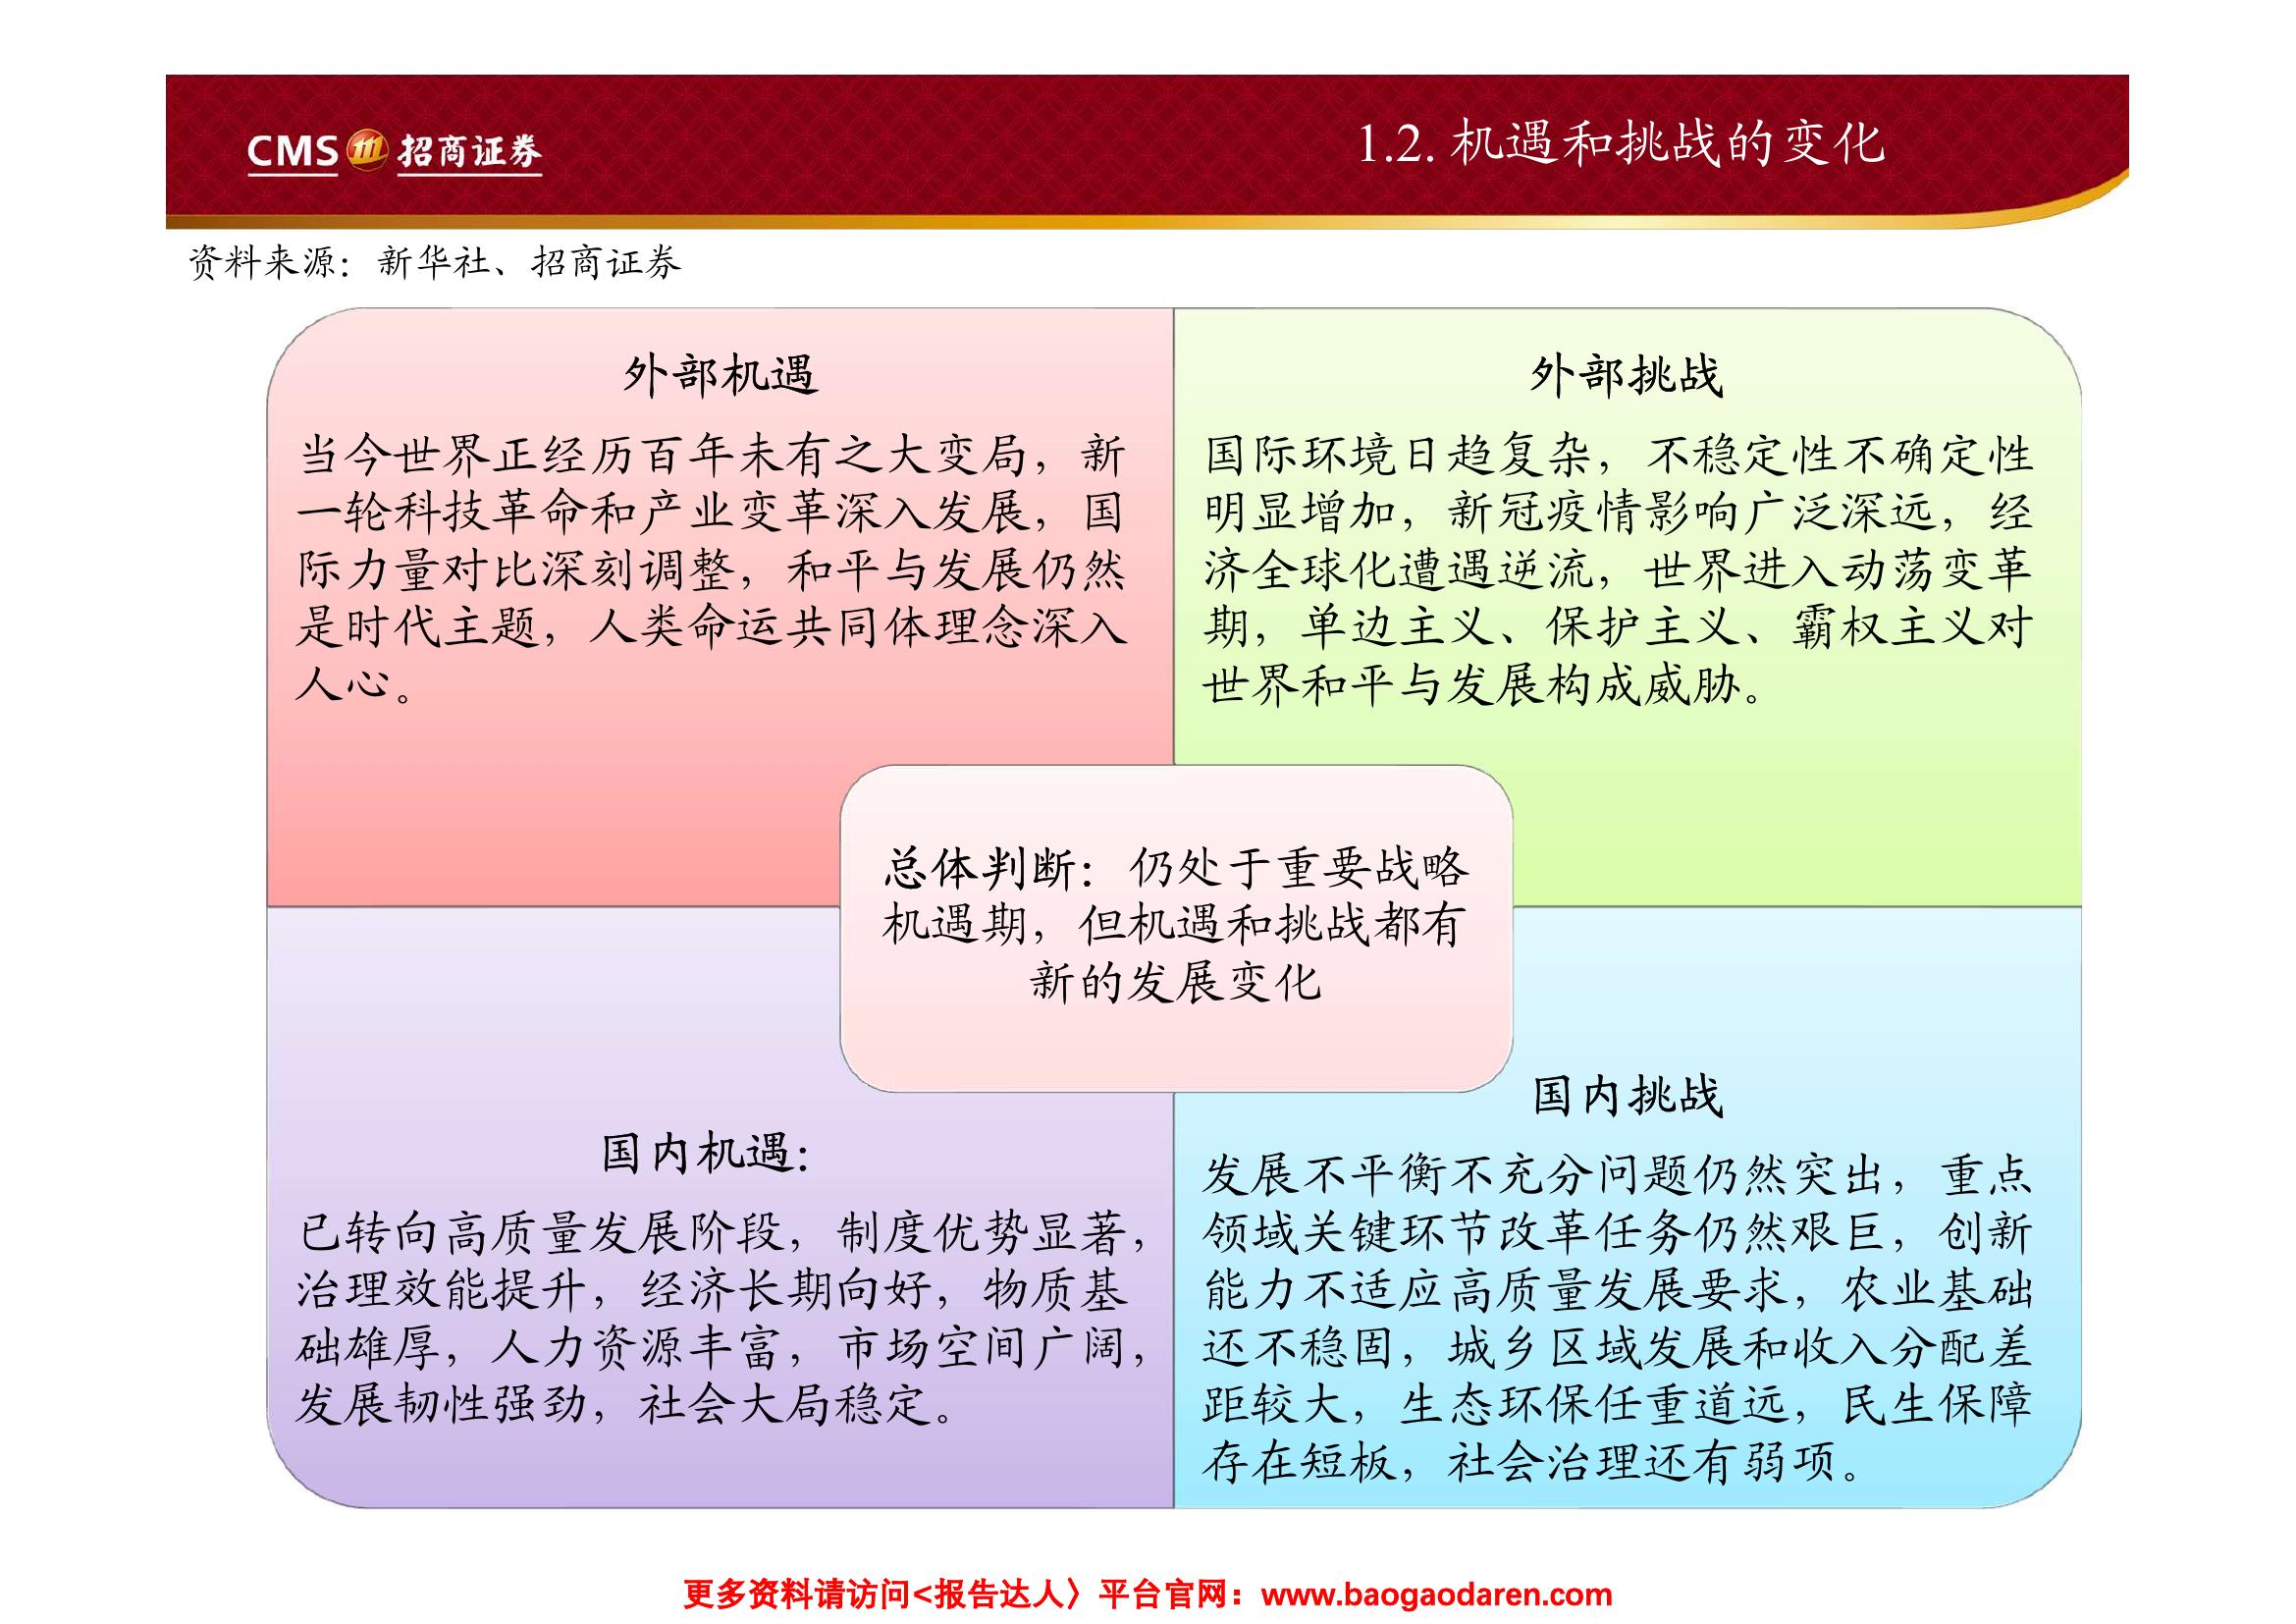 CMS 招商证券
1.2. 机遇和挑战的变化
资料来源：新华社、招商证券
外部机遇
当今世界正经历百年未有之大变局，新
一轮科技革命和产业变革深入发展，国
际力量对比深刻调整，和平与发展仍然
是时代主题，人类命运共同体理念深入
人心。
外部挑战
国际环境日趋复杂，不稳定性不确定性
明显增加，新冠疫情影响广泛深远，经
济全球化遭遇逆流，世界进入动荡变革
期，单边主义、保护主义、霸权主义对
世界和平与发展构成威胁。
总体判断：仍处于重要战略
机遇期，但机遇和挑战都有
新的发展变化
国内机遇：
已转向高质量发展阶段，制度优势显著，
治理效能提升，经济长期向好，物质基
础雄厚，人力资源丰富，市场空间广阔，
发展韧性强劲，社会大局稳定。
国内挑战
发展不平衡不充分问题仍然突出，重点
领域关键环节改革任务仍然艰巨，创新
能力不适应高质量发展要求，农业基础
还不稳固，城乡区域发展和收入分配差
距较大，生态环保任重道远，民生保障
存在短板，社会治理还有弱项。
更多资料请访问<报告达人〉平台官网：www.baogaodaren.com